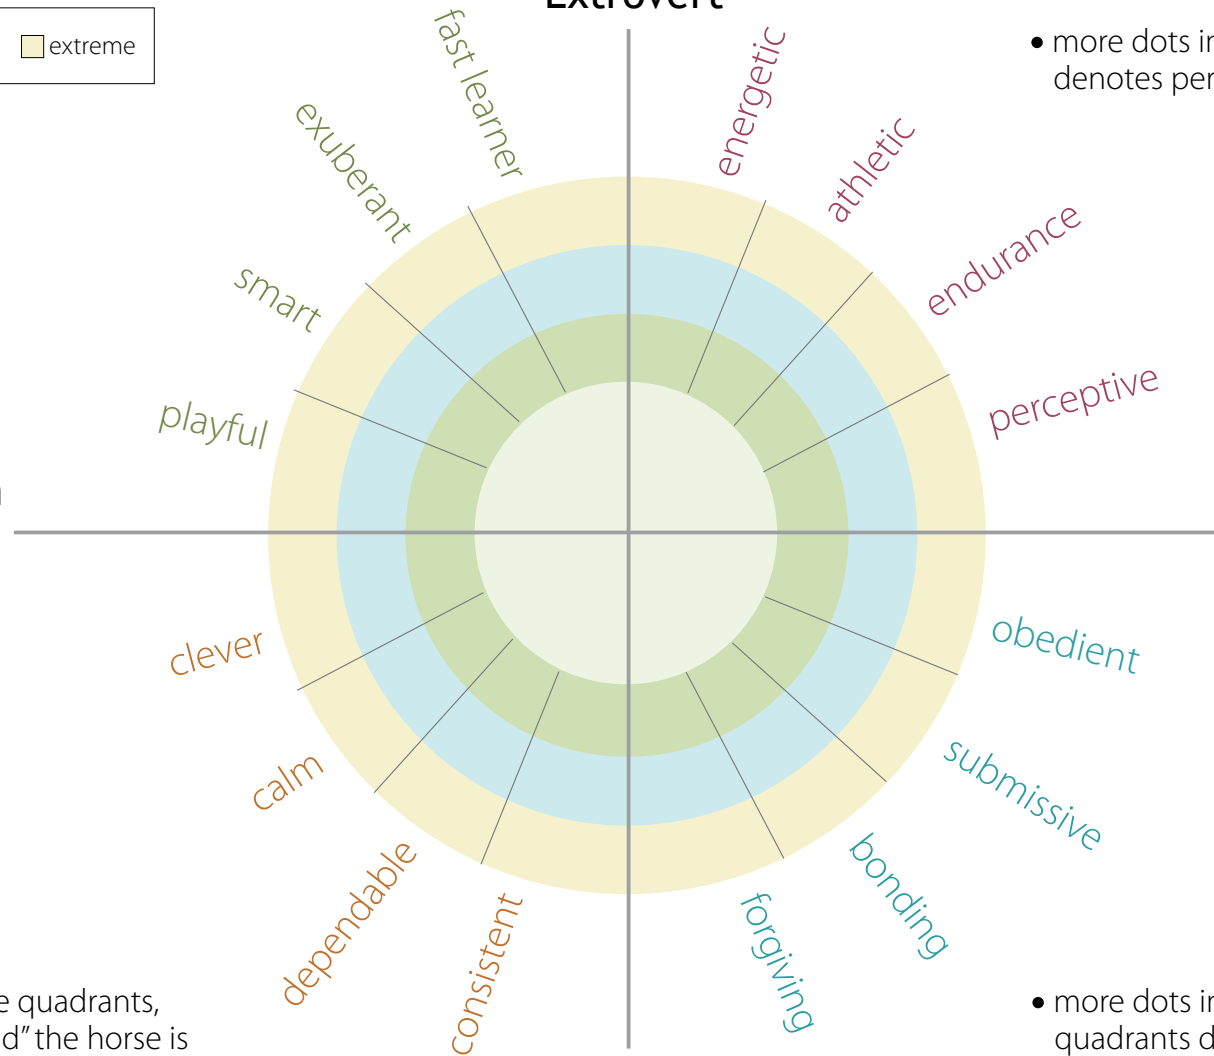 Extrovert
extreme
• more dots in
denotes per
fast learner
energetic
exuberant
athletic
smart
endurance
playful
perceptive
clever
obedient
calm
submissive
dependable
bonding
consistent
forgiving
e quadrants,
d" the horse is
• more dots in
quadrants d